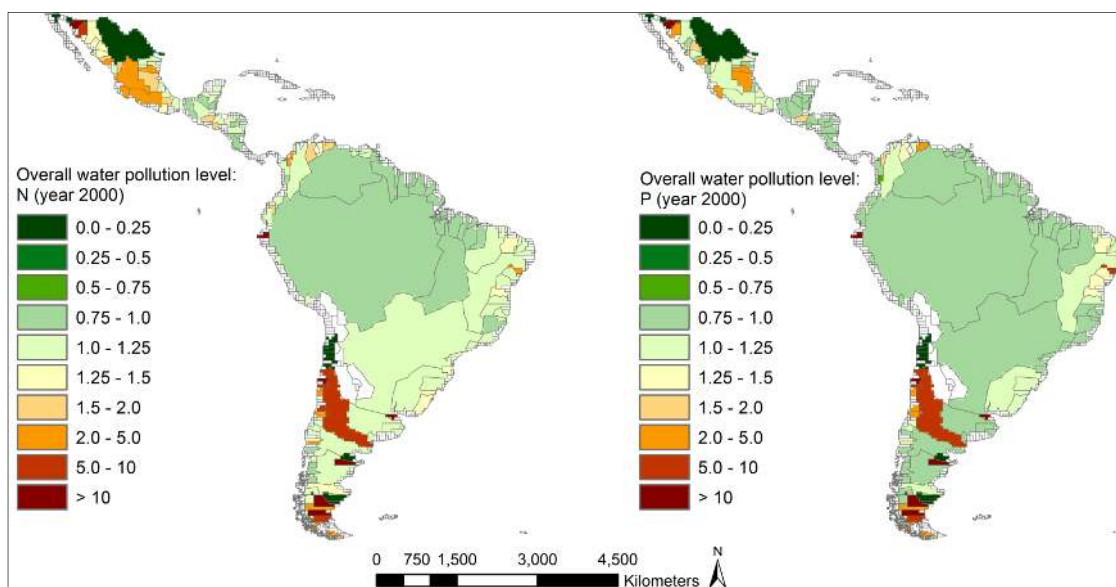 Overall water pollution level:
N (year 2000)
0.0 - 0.25
0.25 - 0.5
0.5 - 0.75
0.75 - 1.0
1.0 - 1.25
1.25 - 1.5
1.5 - 2.0
2.0 - 5.0
5.0 - 10
> 10
Overall water pollution level:
P (year 2000)
0.0 - 0.25
0.25 - 0.5
0.5 - 0.75
0.75 - 1.0
1.0 - 1.25
1.25 - 1.5
1.5 - 2.0
2.0 - 5.0
5.0 - 10
> 10
0 750 1,500 3,000 4,500
Kilometers
N